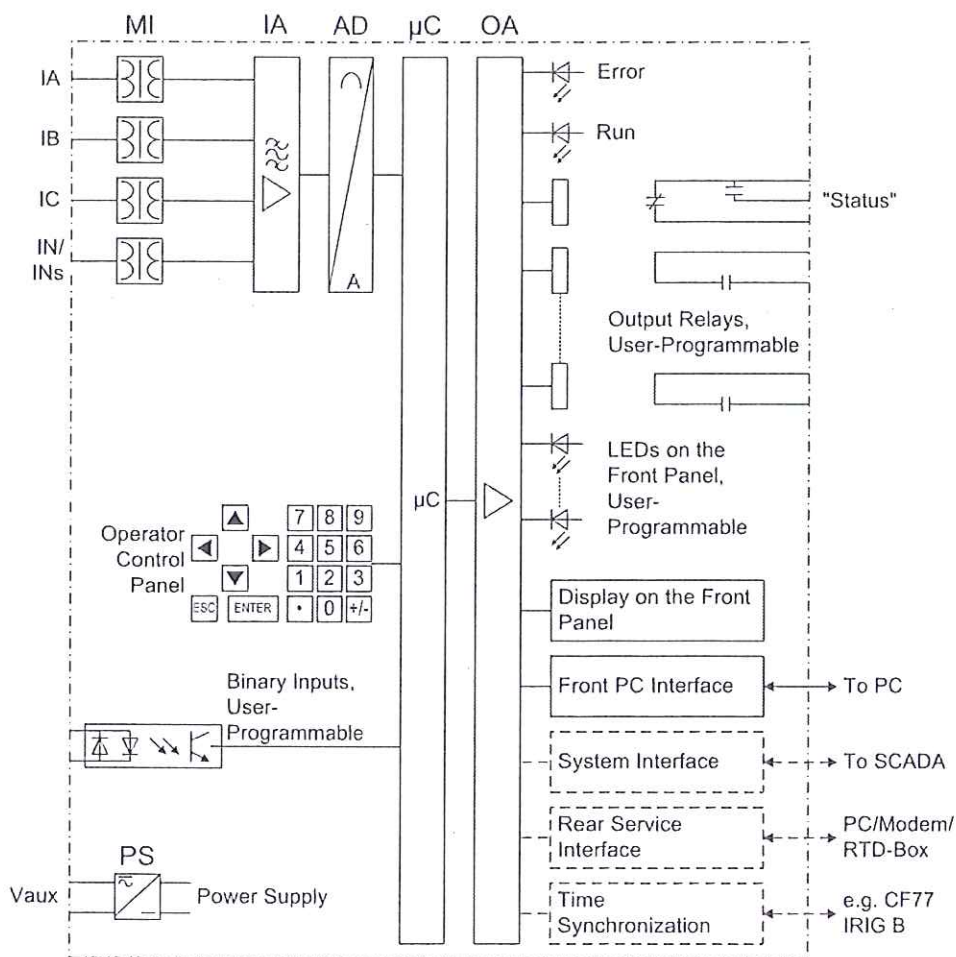 MI IA AD µC OA
IA
IB
IC
IN/
INs
A
Error
Run
"Status"
Output Relays,
User-Programmable
LEDs on the
Front Panel,
User-
Programmable
µC
Operator
Control
Panel
7 8 9
4 5 6
1 2 3
ESC ENTER • 0 +/-
Display on the Front
Panel
Front PC Interface
To PC
Binary Inputs,
User-
Programmable
System Interface
To SCADA
Rear Service
Interface
PC/Modem/
RTD-Box
PS
Vaux
Power Supply
Time
Synchronization
e.g. CF77
IRIG B